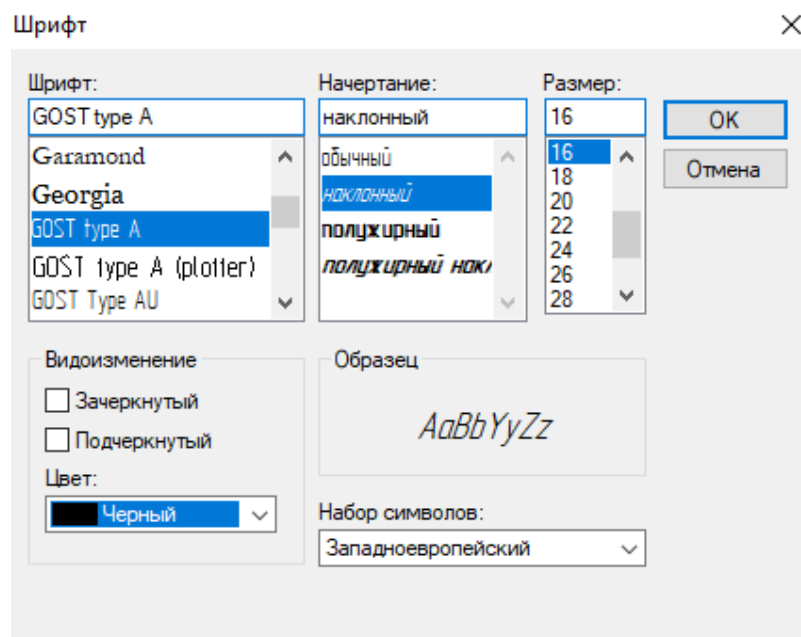 Шрифт
Шрифт:
GOST type A
Garamond
Georgia
GOST type A
GOST type A (plotter)
GOST Type AU
Начертание:
наклонный
обычный
наклонный
полужирный
полужирный накл
Размер:
16
16
18
20
22
24
26
28
OK
Отмена
Видоизменение
Зачеркнутый
Подчеркнутый
Цвет:
Черный
Образец
AaBbYyZz
Набор символов:
Западноевропейский